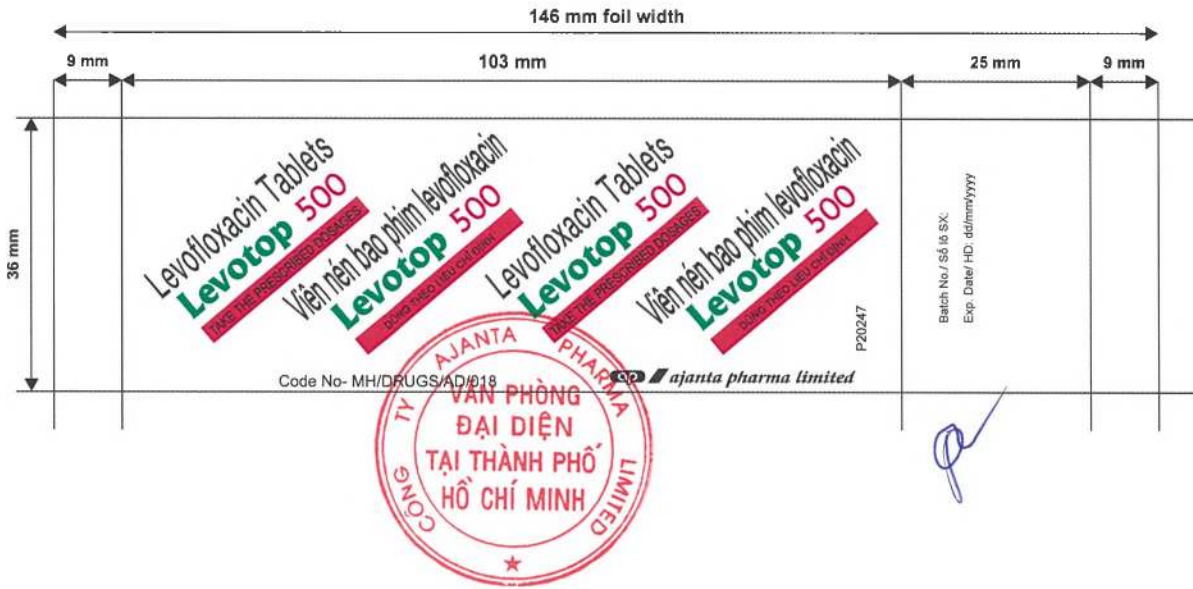 146 mm foil width
9 mm
103 mm
25 mm
9 mm
36 mm
Levofloxacin Tablets
Levotop 500
TAKE THE PRESCRIBED DOSAGES
Viên nén bao phim levofloxacin
Levotop 500
DÙNG THEO LIỀU CHỈ ĐỊNH
Levofloxacin Tablets
Levotop 500
TAKE THE PRESCRIBED DOSAGES
Viên nén bao phim levofloxacin
Levotop 500
DÙNG THEO LIỀU CHỈ ĐỊNH
P20247
Batch No./ Số lô SX:
Exp. Date/ HD: dd/mm/yyyy
Code No- MH/DRUGS/AD/018
ap ajanta pharma limited
CÔNG TY AJANTA PHARMA LIMITED
VĂN PHÒNG
ĐẠI DIỆN
TẠI THÀNH PHỐ
HỒ CHÍ MINH